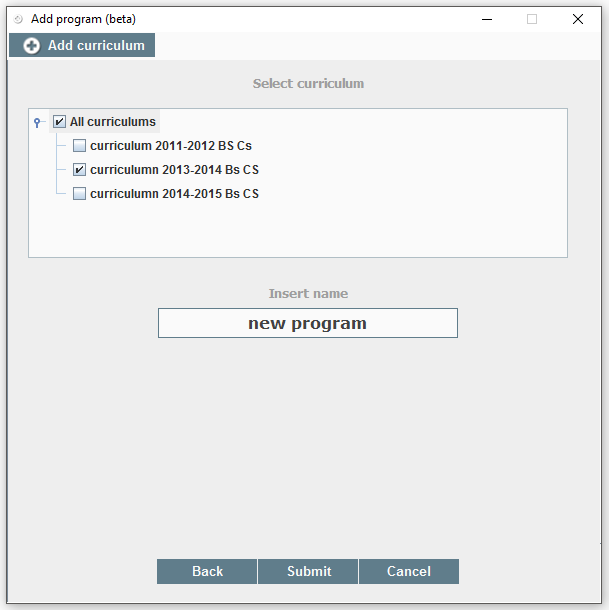 Add program (beta)
Add curriculum
Select curriculum
All curriculums
curriculum 2011-2012 BS Cs
curriculumn 2013-2014 Bs CS
curriculumn 2014-2015 Bs CS
Insert name
new program
Back Submit Cancel